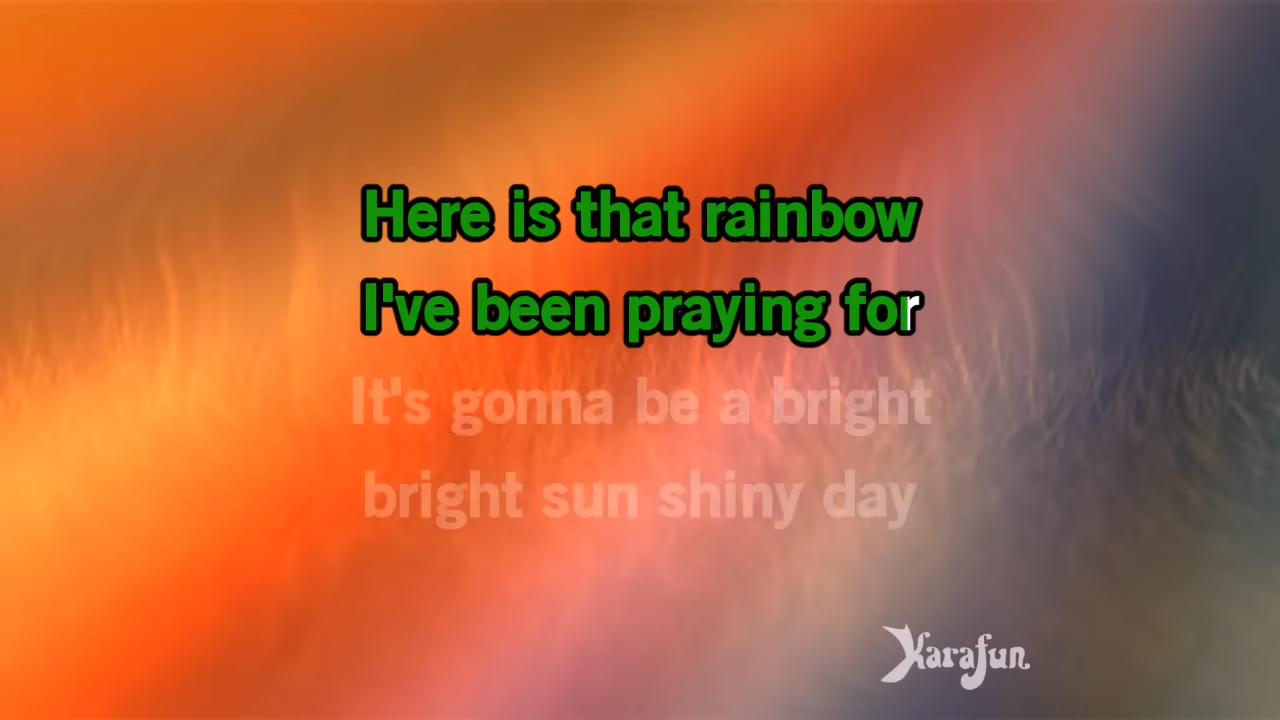 Here is that rainbow
I've been praying for
It's gonna be a bright
bright sun shiny day
Karafun